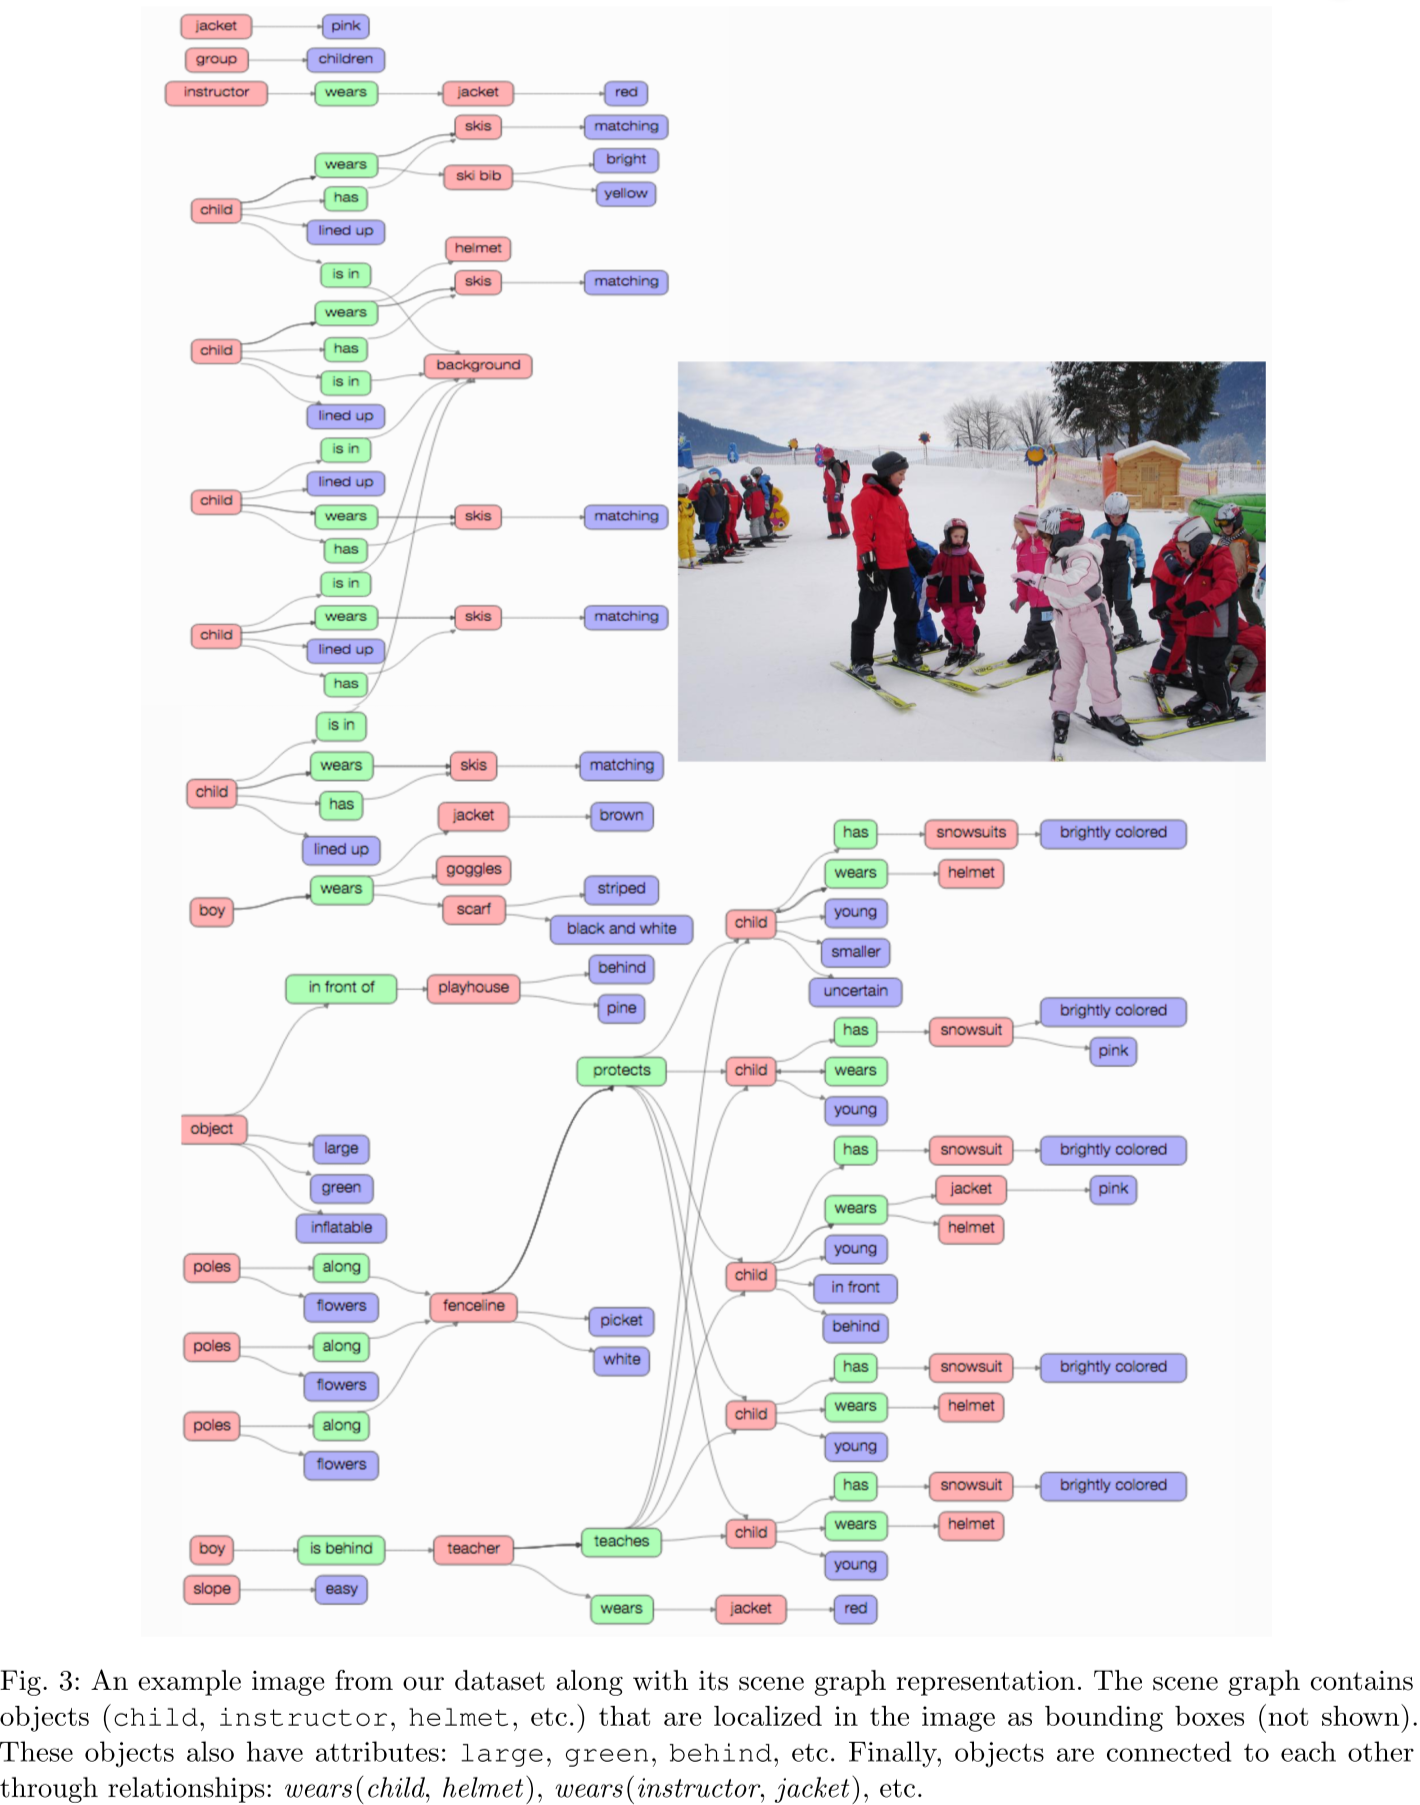 jacket pink
group children
instructor wears jacket red
skis matching
wears bright
ski bib
has yellow
child
lined up
helmet
is in
skis matching
wears
child has
background
is in
lined up
is in
lined up
child
wears skis matching
has
is in
wears skis matching
child
lined up
has
is in
wears skis matching
child
has
jacket brown
has snowsuits brightly colored
lined up
goggles
wears helmet
wears striped
boy scarf
young
child
black and white
smaller
behind
in front of playhouse
uncertain
pine
brightly colored
has snowsuit
pink
protects child wears
young
object
large
has snowsuit brightly colored
green
jacket pink
wears
inflatable
helmet
young
poles along
child
in front
flowers
fenceline
picket
behind
poles along
white
has snowsuit brightly colored
flowers
wears helmet
child
poles along
young
flowers
has snowsuit brightly colored
wears helmet
child
teaches
boy is behind teacher
young
slope easy
wears jacket red
Fig. 3: An example image from our dataset along with its scene graph representation. The scene graph contains
objects (child, instructor, helmet, etc.) that are localized in the image as bounding boxes (not shown).
These objects also have attributes: large, green, behind, etc. Finally, objects are connected to each other
through relationships: wears(child, helmet), wears(instructor, jacket), etc.